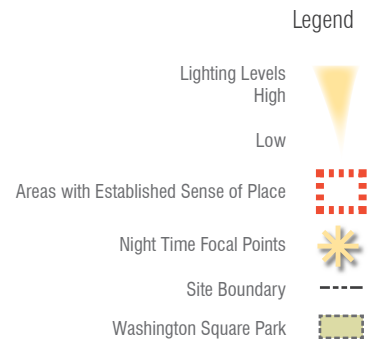 Legend
Lighting Levels
High
Low
Areas with Established Sense of Place
Night Time Focal Points
Site Boundary
Washington Square Park